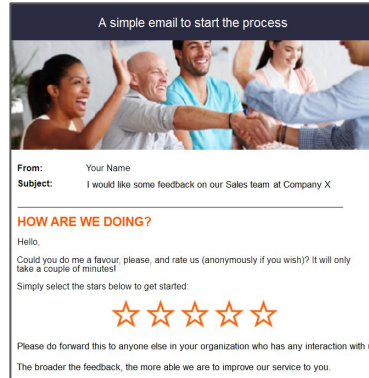 A simple email to start the process
From: Your Name
Subject: I would like some feedback on our Sales team at Company X
HOW ARE WE DOING?
Hello,
Could you do me a favour, please, and rate us (anonymously if you wish)? It will only
take a couple of minutes!
Simply select the stars below to get started:
Please do forward this to anyone else in your organization who has any interaction with
The broader the feedback, the more able we are to improve our service to you.